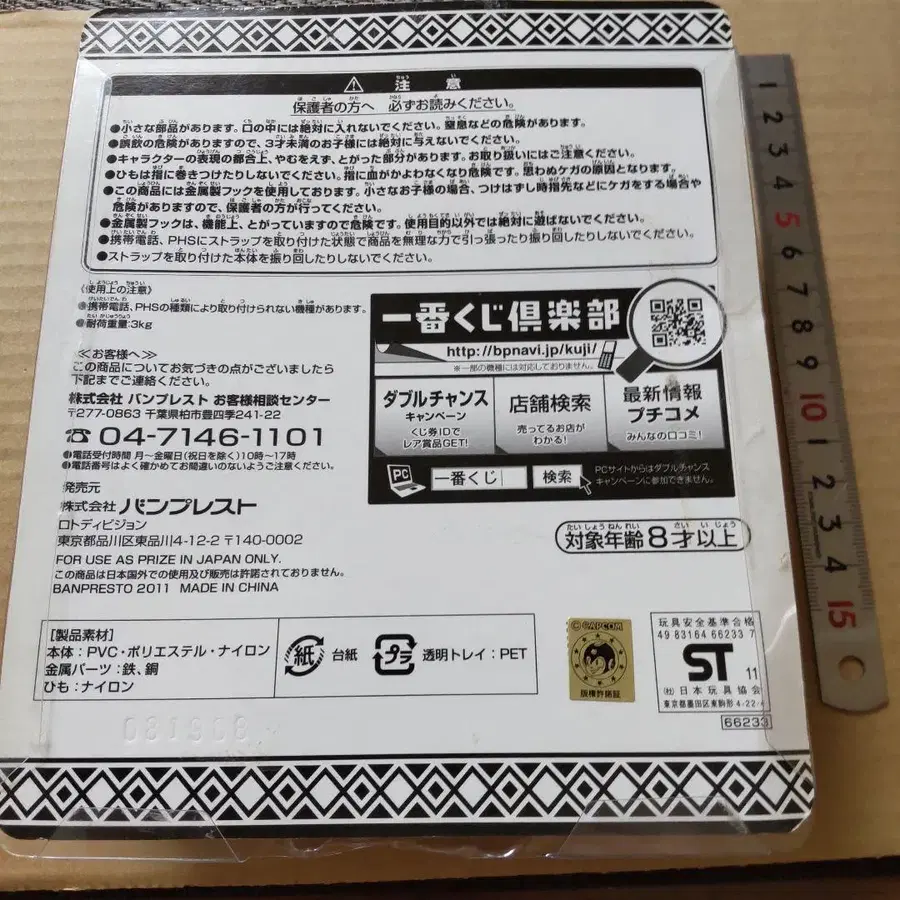 ⚠ 注意
保護者の方へ 必ずお読みください。
●小さな部品があります。口の中には絶対に入れないでください。窒息などの危険があります。
●誤飲の危険がありますので、3才未満のお子様には絶対に与えないでください。
●キャラクターの表現の都合上、やむをえず、とがった部分があります。お取り扱いにはご注意ください。
●ひもは指に巻きつけたりしないでください。指に血がかよわなくなり危険です。思わぬケガの原因となります。
●この商品には金属製フックを使用しております。小さなお子様の場合、つけはずし時指先などにケガをする場合や
危険がありますので、保護者の方が行ってください。
●金属製フックは、機能上、とがっていますので危険です。使用目的以外では絶対に遊ばないでください。
●携帯電話、PHSにストラップを取り付けた状態で商品を無理な力で引っ張ったり振り回したりしないでください。
●ストラップを取り付けた本体を振り回したりしないでください。
《使用上の注意》
●携帯電話、PHSの種類により取り付けられない機種があります。
●耐荷重量:3kg
≪お客様へ≫
この商品についてお気づきの点がございましたら
下記までご連絡ください。
株式会社 バンプレスト お客様相談センター
〒277-0863 千葉県柏市豊四季241-22
☎ 04-7146-1101
●電話受付時間 月〜金曜日(祝日を除く)10時〜17時
●電話番号はよく確かめてお間違いのないようご注意ください。
発売元
株式会社 バンプレスト
ロトディビジョン
東京都品川区東品川4-12-2 〒140-0002
FOR USE AS PRIZE IN JAPAN ONLY.
この商品は日本国外での使用及び販売は許諾されておりません。
BANPRESTO 2011 MADE IN CHINA
一番くじ倶楽部
http://bpnavi.jp/kuji/
※一部の機種には対応しておりません。
ダブルチャンス
キャンペーン
くじ券IDで
レア賞品GET!
店舗検索
売ってるお店が
わかる!
最新情報
プチコメ
みんなの口コミ!
PC
一番くじ
検索
PCサイトからはダブルチャンス
キャンペーンに参加できません。
対象年齢8才以上
[製品素材]
本体:PVC・ポリエステル・ナイロン
金属パーツ:鉄、銅
ひも:ナイロン
紙 台紙
プラ 透明トレイ:PET
©CAPCOM
版権許諾証
玩具安全基準合格
49 83164 66233 7
ST 11
(社)日本玩具協会
東京都墨田区東駒形4-22-4
66233
081908
1
2
3
4
5
6
7
8
9
10
1
2
3
4
15